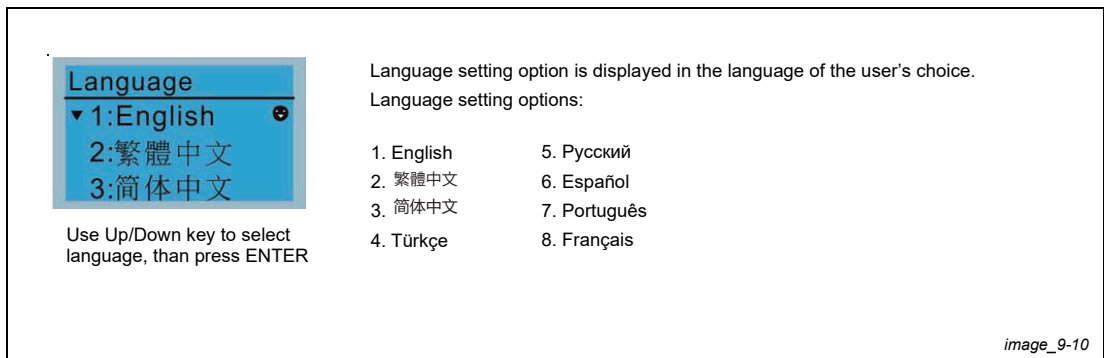 Language
▾ 1:English
2:繁體中文
3:简体中文
Use Up/Down key to select
language, than press ENTER
Language setting option is displayed in the language of the user’s choice.
Language setting options:
1. English
2. 繁體中文
3. 简体中文
4. Türkçe
5. Русский
6. Español
7. Português
8. Français
image_9-10